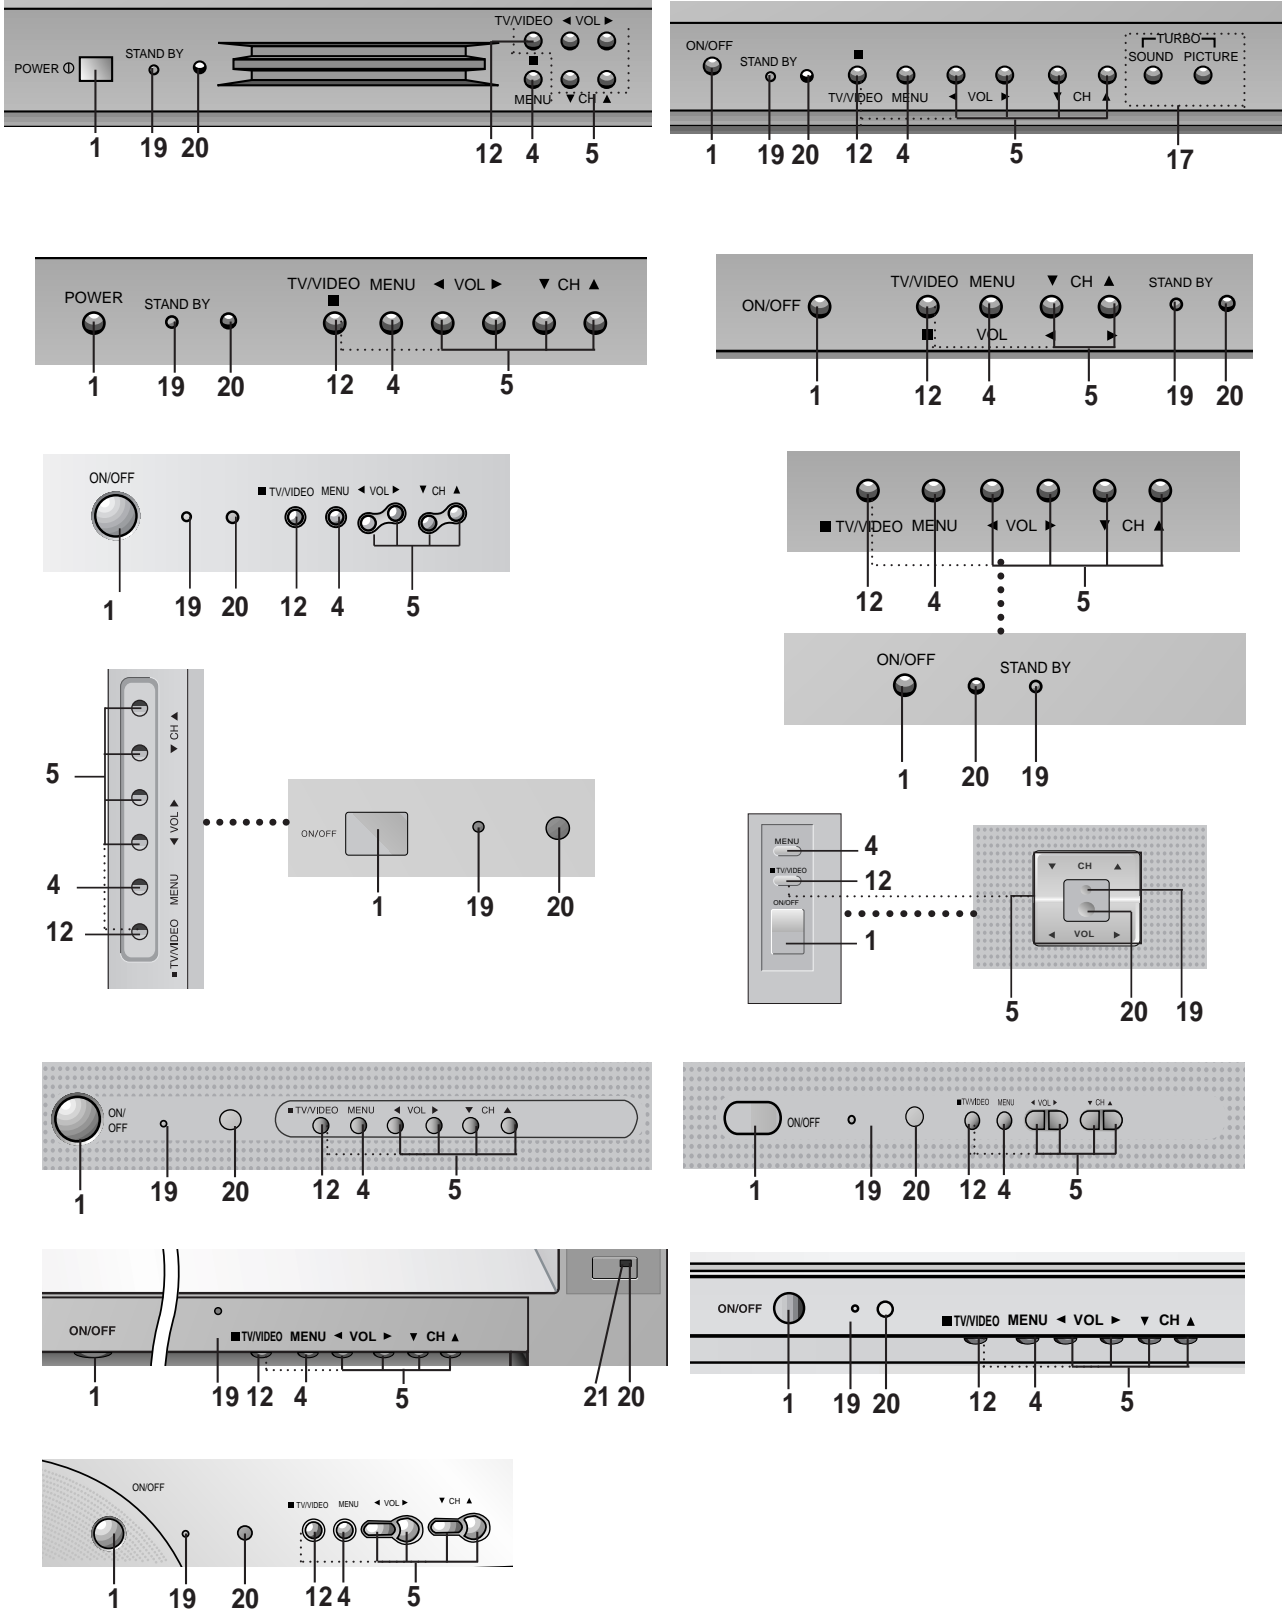 TV/VIDEO ◄ VOL ►
POWER
STAND BY
■
MENU ▼ CH ▲
1 19 20 12 4 5
ON/OFF
STAND BY
■
TURBO
SOUND PICTURE
TV/VIDEO MENU ◄ VOL ► ▼ CH ▲
1 19 20 12 4 5 17
POWER STAND BY
TV/VIDEO MENU ◄ VOL ► ▼ CH ▲
■
1 19 20 12 4 5
ON/OFF
TV/VIDEO MENU ▼ CH ▲ STAND BY
■ VOL ◄ ►
1 12 4 5 19 20
ON/OFF
■ TV/VIDEO MENU ◄ VOL ► ▼ CH ▲
1 19 20 12 4 5
■ TV/VIDEO MENU ◄ VOL ► ▼ CH ▲
12 4 5
ON/OFF STAND BY
1 20 19
■ TV/VIDEO MENU ◄ VOL ► ▼ CH ▲
5
4
12
ON/OFF
1 19 20
MENU
4
■ TV/VIDEO
12
ON/OFF
1
▼ CH ▲
◄ VOL ►
5 20 19
ON/
OFF
■ TV/VIDEO MENU ◄ VOL ► ▼ CH ▲
1 19 20 12 4 5
ON/OFF
■ TV/VIDEO MENU ◄ VOL ► ▼ CH ▲
1 19 20 12 4 5
ON/OFF
■ TV/VIDEO MENU ◄ VOL ► ▼ CH ▲
1 19 12 4 5 21 20
ON/OFF
■ TV/VIDEO MENU ◄ VOL ► ▼ CH ▲
1 19 20 12 4 5
ON/OFF
■ TV/VIDEO MENU ◄ VOL ► ▼ CH ▲
1 19 20 12 4 5